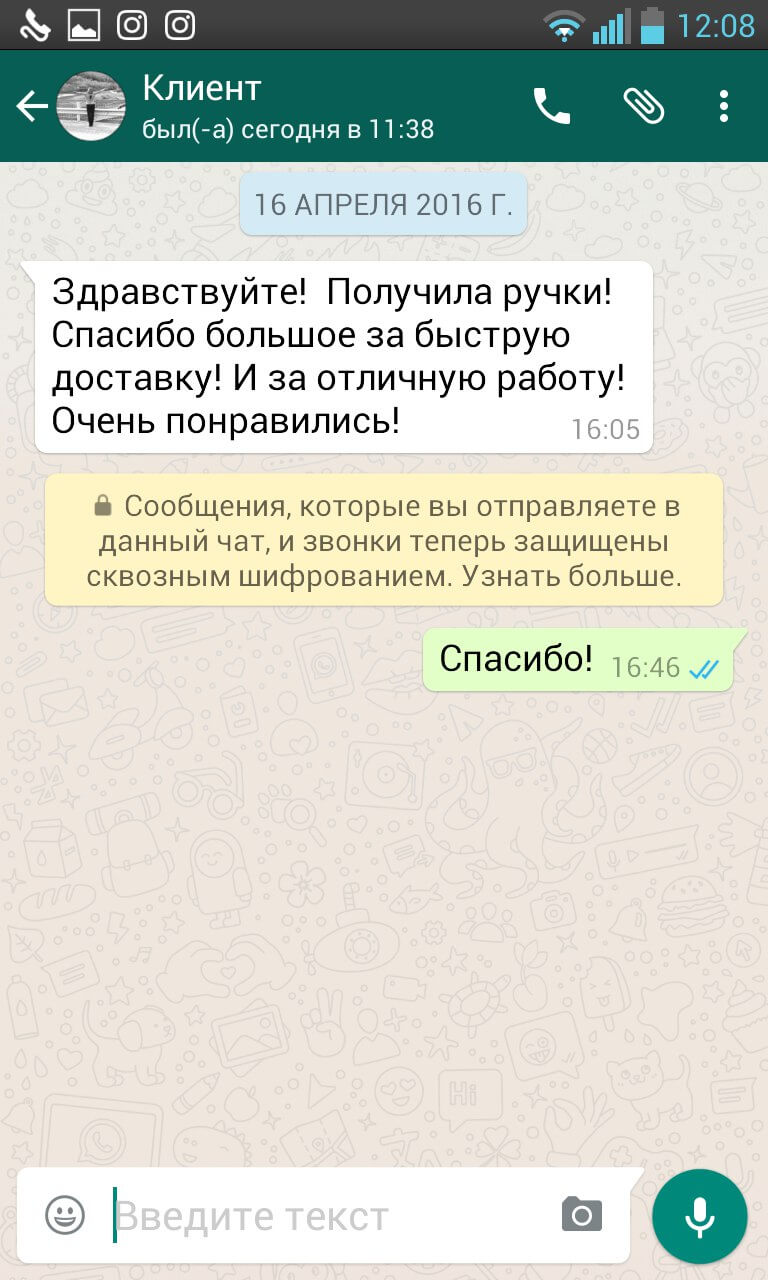 12:08
Клиент
был(-а) сегодня в 11:38
16 АПРЕЛЯ 2016 Г.
Здравствуйте!  Получила ручки!
Спасибо большое за быструю
доставку! И за отличную работу!
Очень понравились!
16:05
Сообщения, которые вы отправляете в
данный чат, и звонки теперь защищены
сквозным шифрованием. Узнать больше.
Спасибо! 16:46
Hi
Введите текст